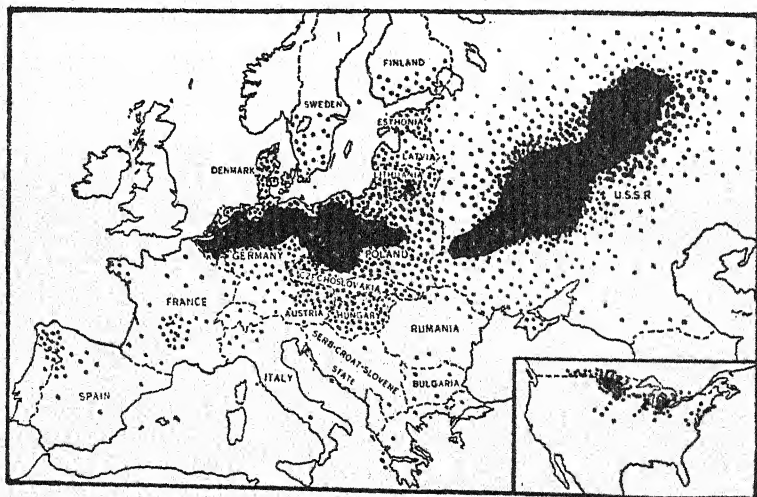 FINLAND
SWEDEN
ESTHONIA
LATVIA
LITHUANIA
DENMARK
U.S.S.R
GERMANY
POLAND
CZECHOSLOVAKIA
FRANCE
AUSTRIA
HUNGARY
RUMANIA
SERB-CROAT-SLOVENE
STATE
ITALY
BULGARIA
SPAIN